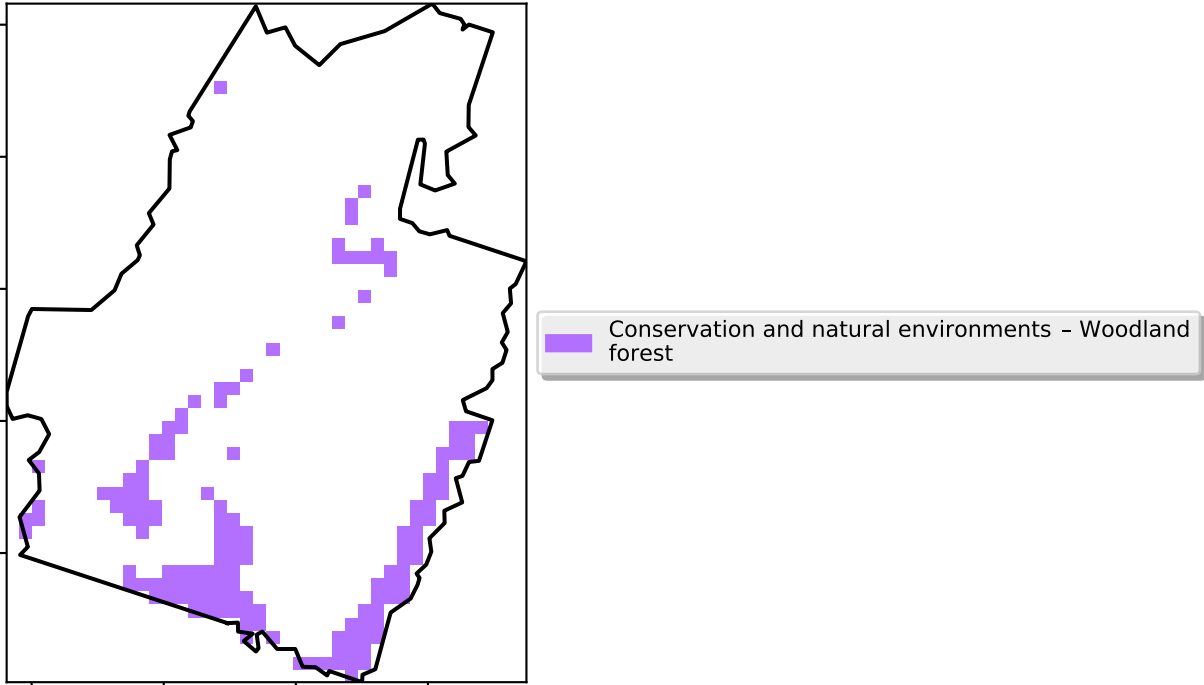 Conservation and natural environments – Woodland
forest